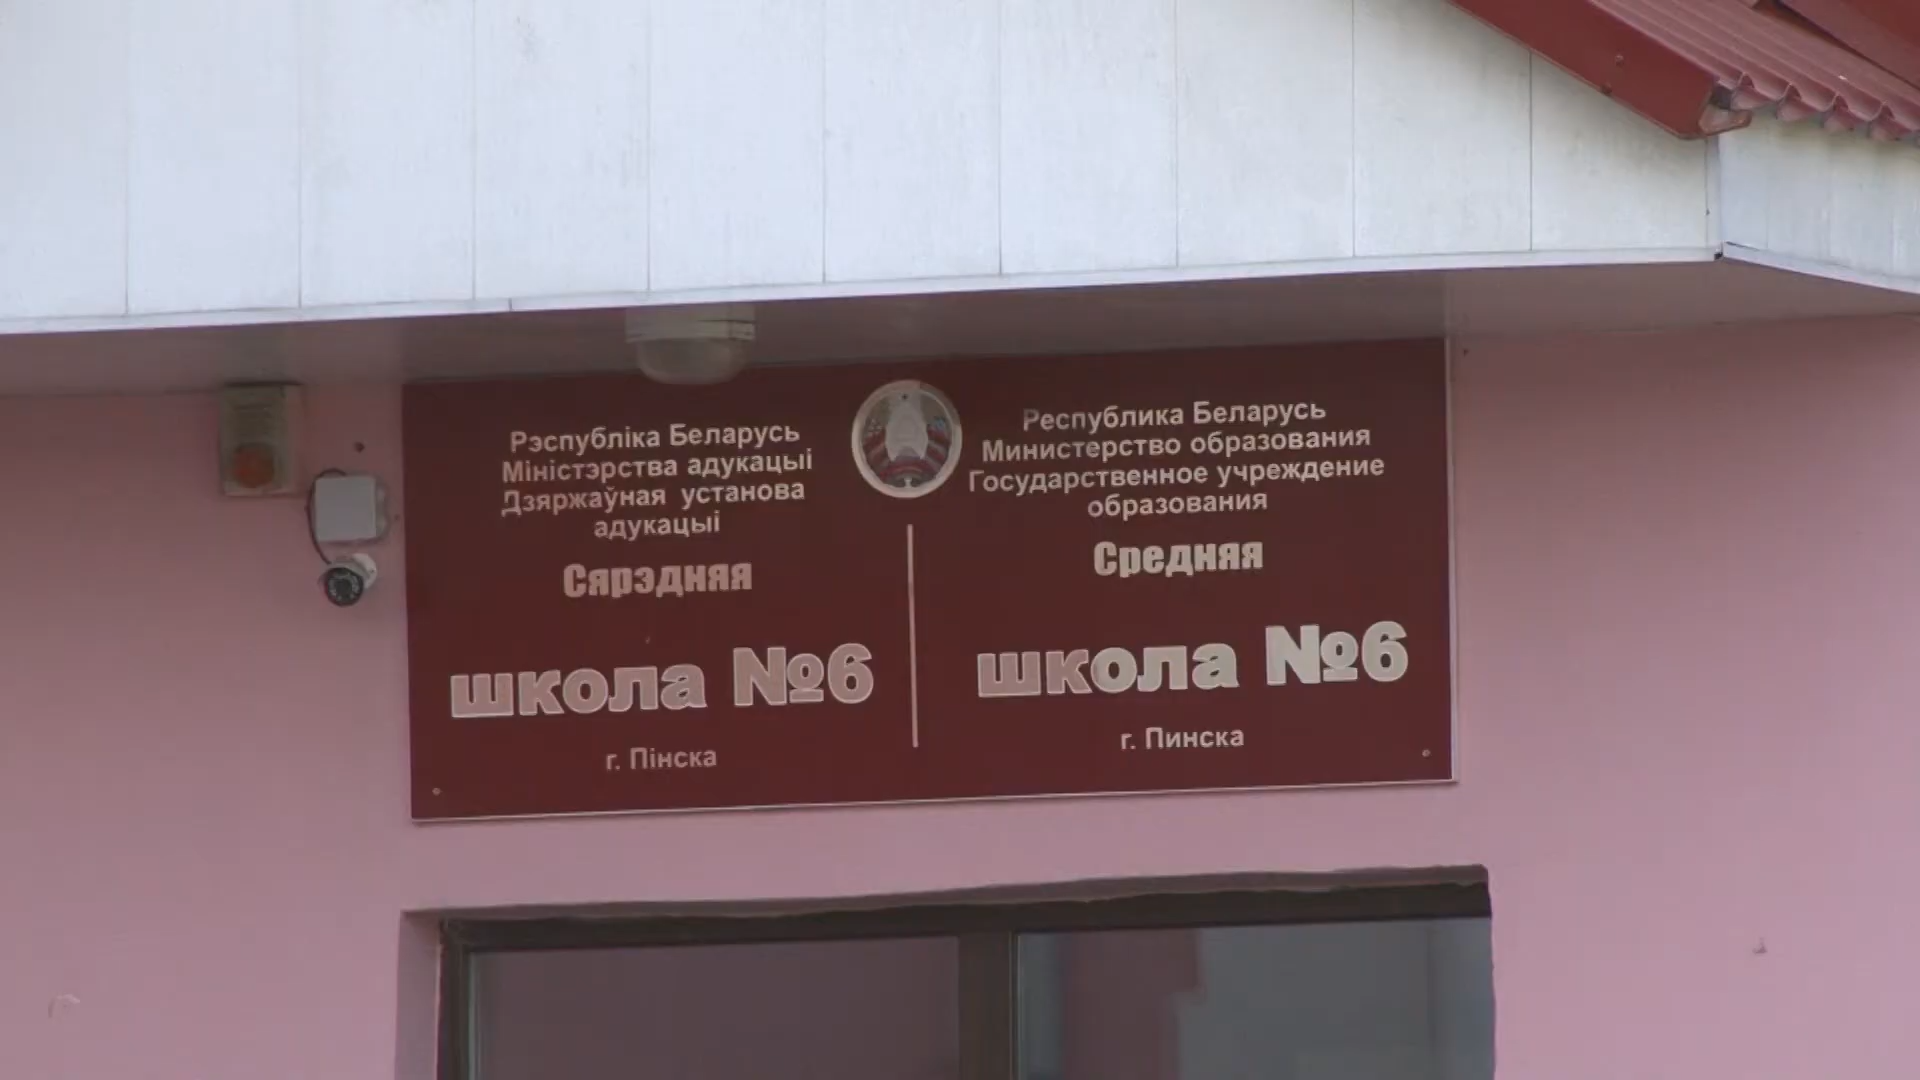 Рэспубліка Беларусь
Міністэрства адукацыі
Дзяржаўная установа
адукацыі
Сярэдняя
школа №6
г. Пінска
Республика Беларусь
Министерство образования
Государственное учреждение
образования
Средняя
школа №6
г. Пинска